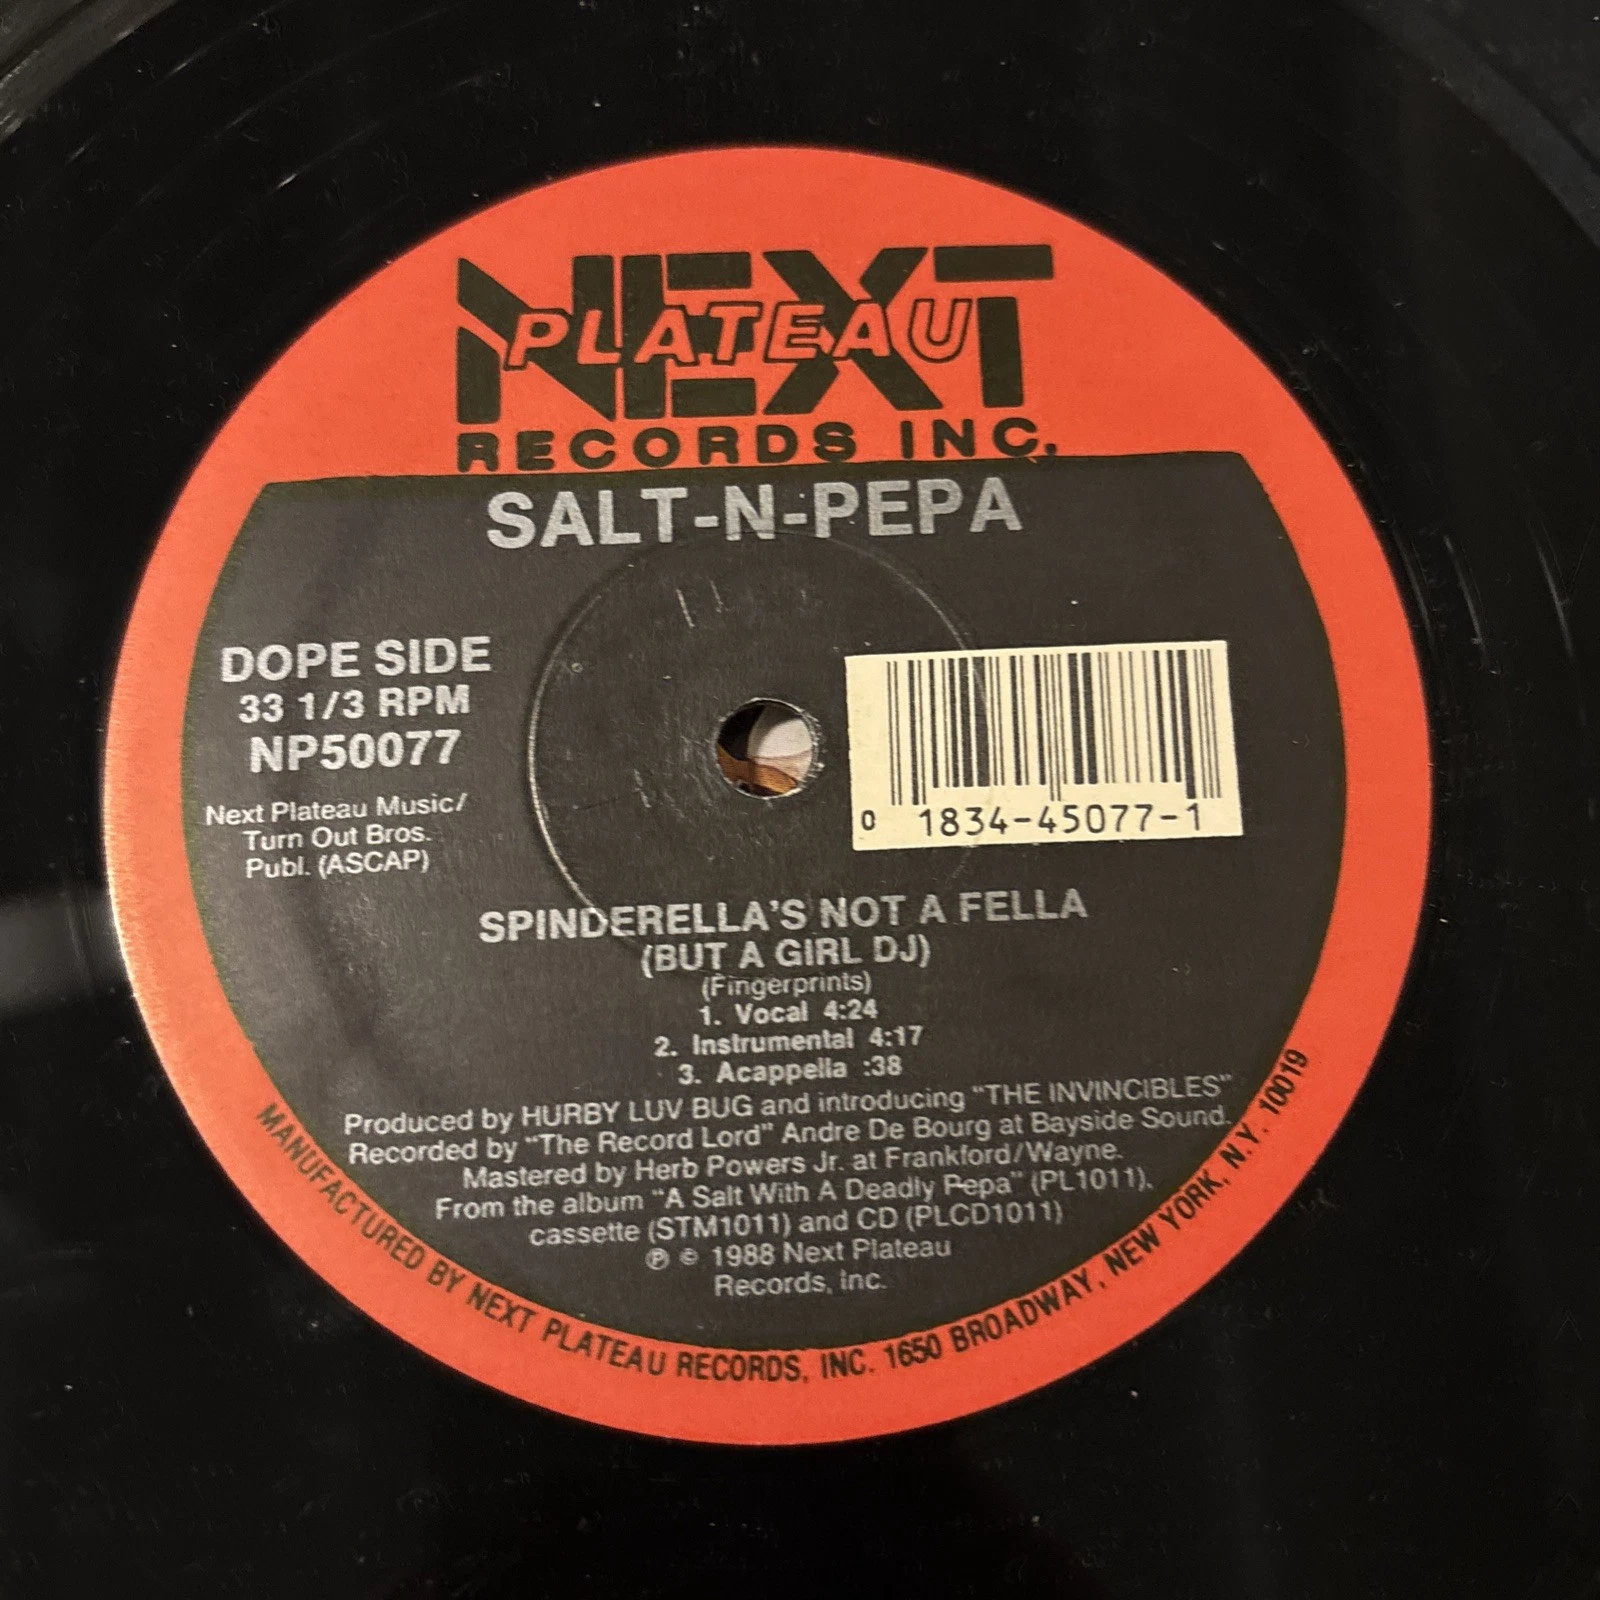 NEXT
PLATEAU
RECORDS INC.
SALT-N-PEPA
DOPE SIDE
33 1/3 RPM
NP50077
Next Plateau Music/
Turn Out Bros.
Publ. (ASCAP)
0 1834-45077-1
SPINDERELLA'S NOT A FELLA
(BUT A GIRL DJ)
(Fingerprints)
1. Vocal 4:24
2. Instrumental 4:17
3. Acappella :38
Produced by HURBY LUV BUG and introducing "THE INVINCIBLES"
Recorded by "The Record Lord" Andre De Bourg at Bayside Sound.
Mastered by Herb Powers Jr. at Frankford/Wayne.
From the album "A Salt With A Deadly Pepa" (PL1011),
cassette (STM1011) and CD (PLCD1011)
℗ © 1988 Next Plateau
Records, Inc.
MANUFACTURED BY NEXT PLATEAU RECORDS, INC. 1650 BROADWAY, NEW YORK, N.Y. 10019